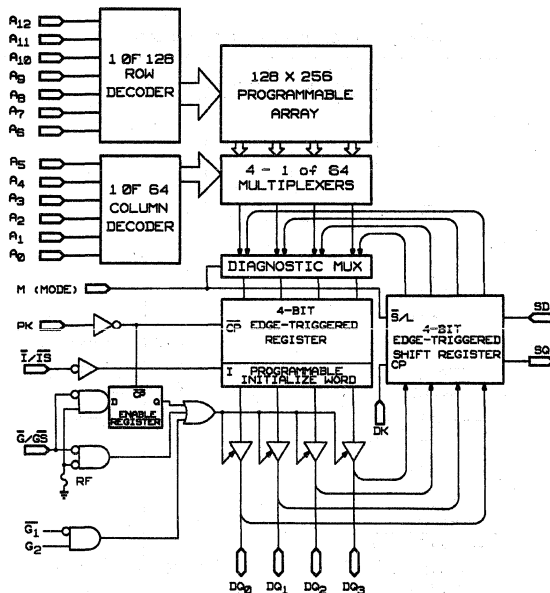 A12
A11
A10
A9
A8
A7
A6
1 OF 128
ROW
DECODER
128 X 256
PROGRAMMABLE
ARRAY
A5
A4
A3
A2
A1
A0
1 OF 64
COLUMN
DECODER
4 - 1 of 64
MULTIPLEXERS
DIAGNOSTIC MUX
M (MODE)
PK
CP
4-BIT
EDGE-TRIGGERED
REGISTER
I/IS
I
PROGRAMMABLE
INITIALIZE WORD
S/L
4-BIT
EDGE-TRIGGERED
SHIFT REGISTER
CP
SD
SQ
DK
CP
D
Q
ENABLE
REGISTER
G/GS
RF
G1
G2
DQ0
DQ1
DQ2
DQ3